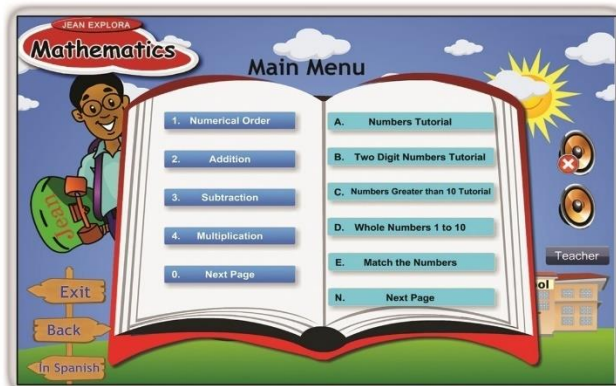 JEAN EXPLORA
Mathematics
Main Menu
1. Numerical Order
2. Addition
3. Subtraction
4. Multiplication
0. Next Page
A. Numbers Tutorial
B. Two Digit Numbers Tutorial
C. Numbers Greater than 10 Tutorial
D. Whole Numbers 1 to 10
E. Match the Numbers
N. Next Page
Jean
Teacher
ool
Exit
Back
In Spanish